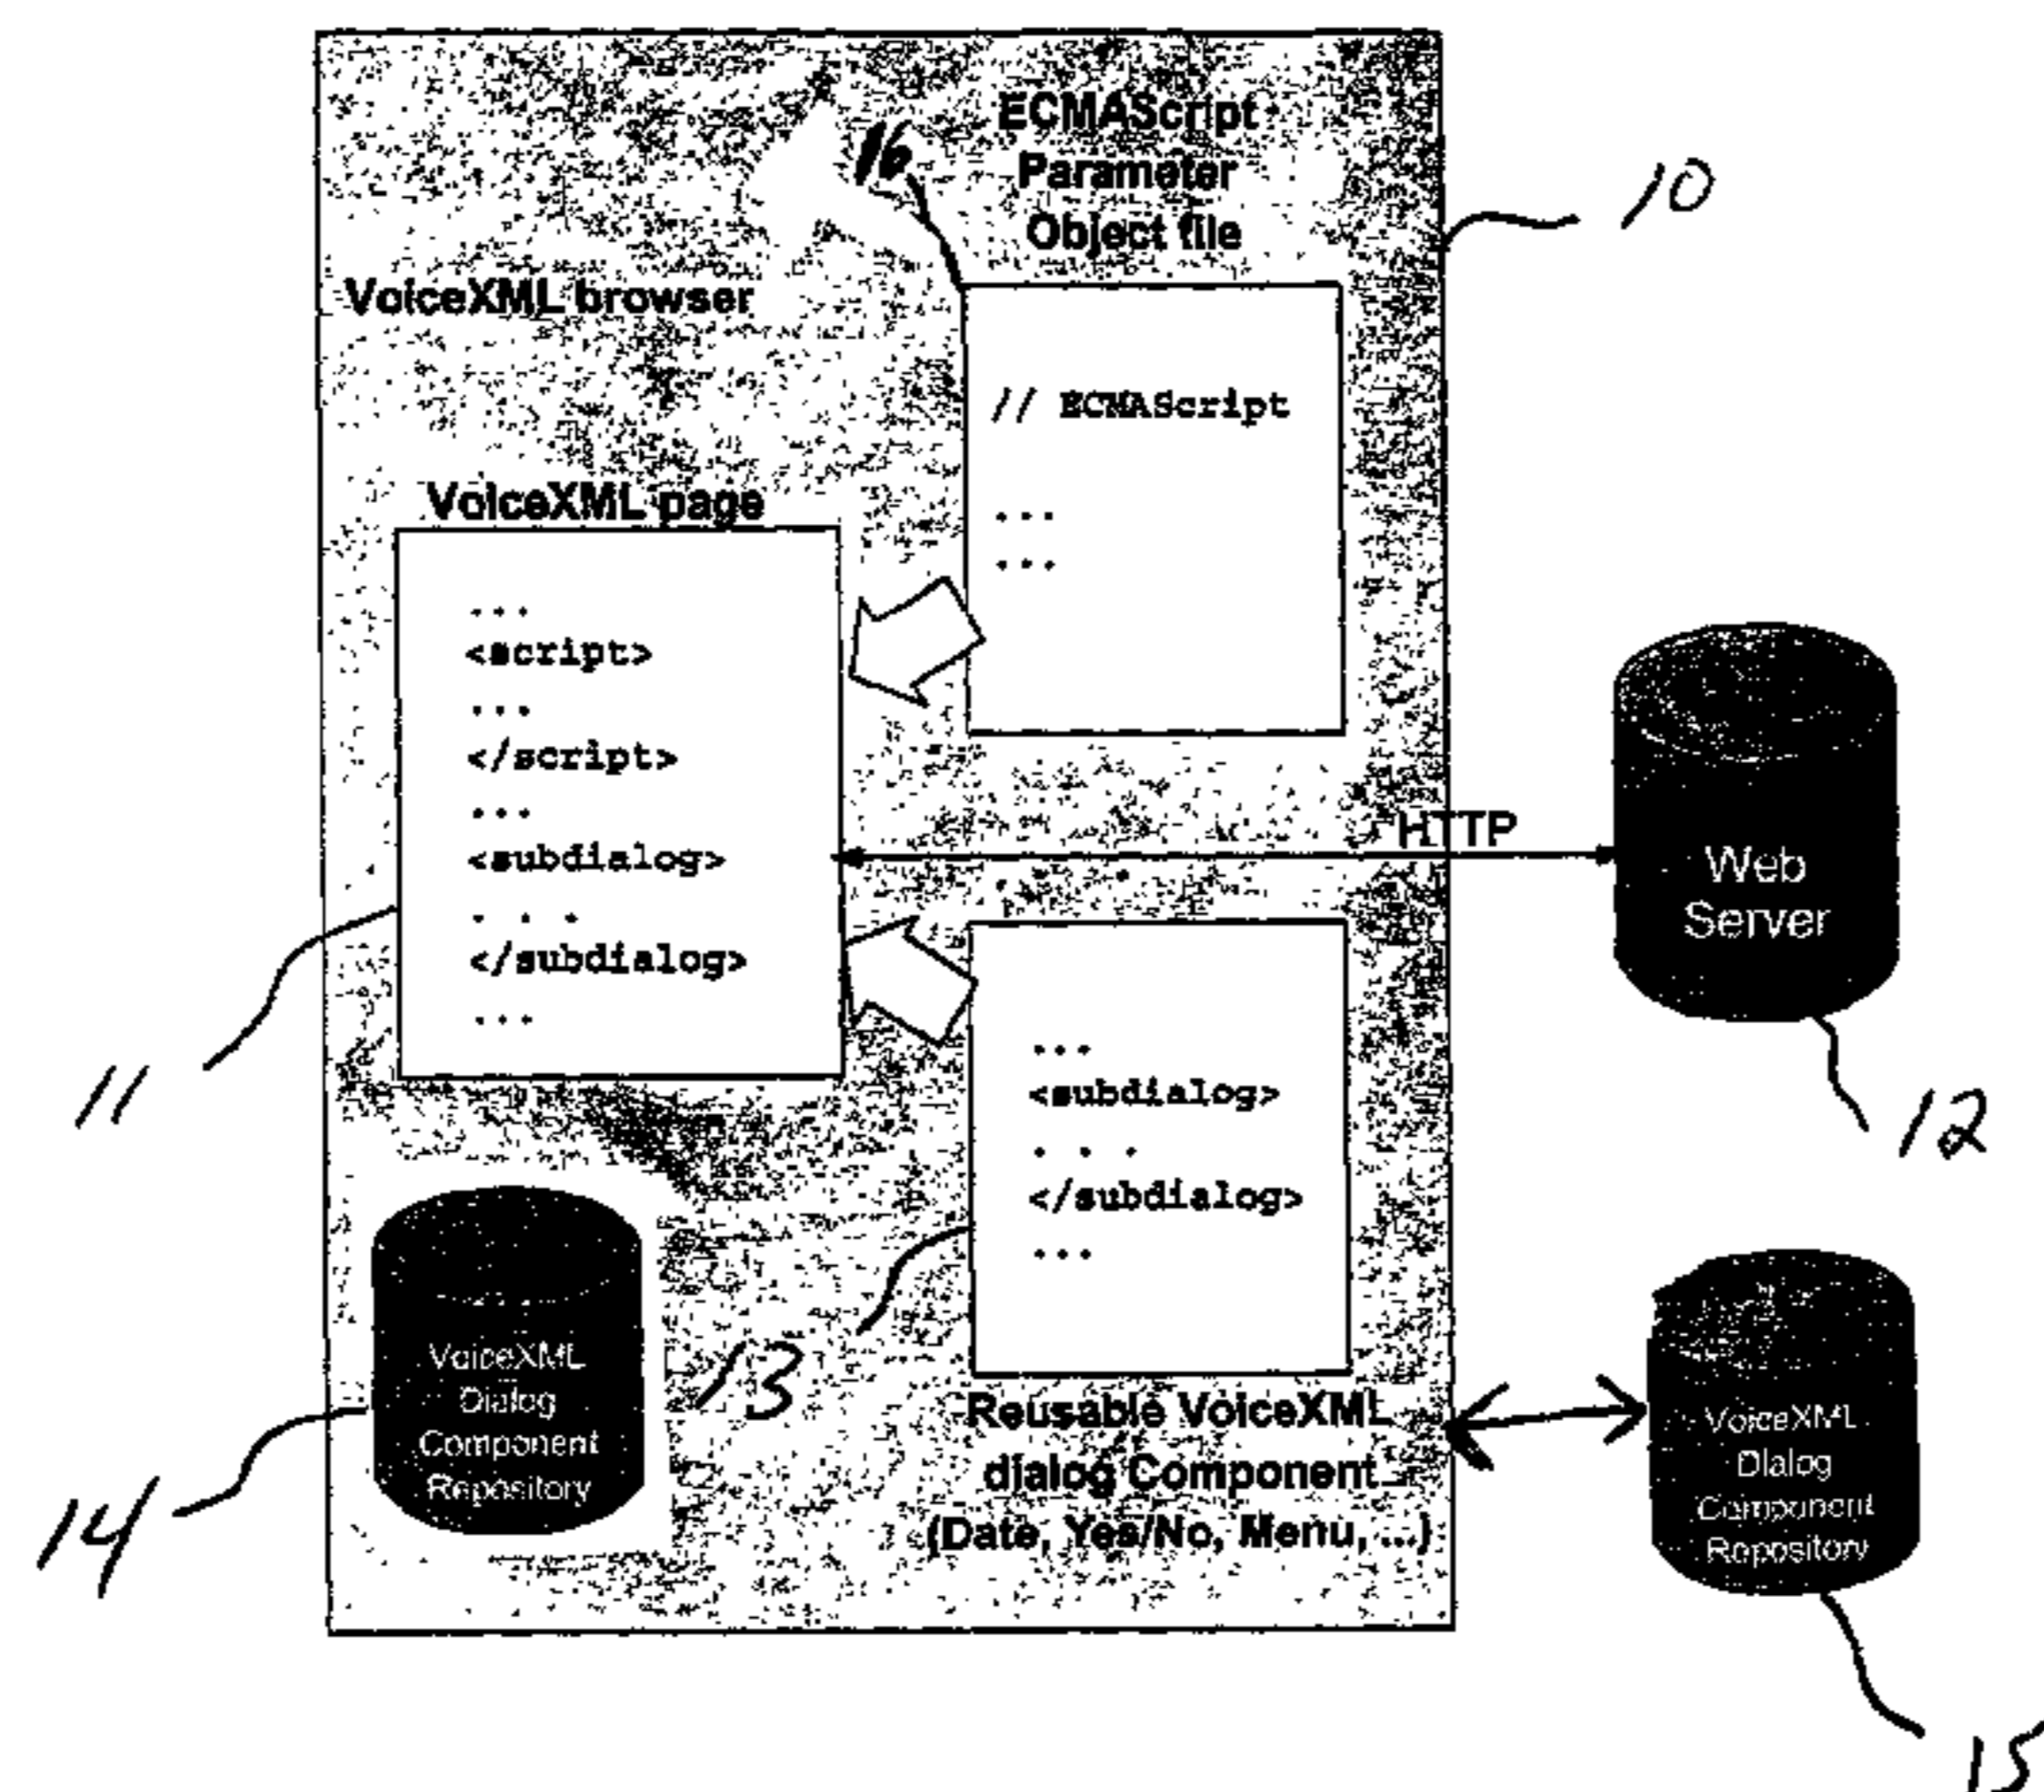 ECMAScript
Parameter
Object file
16
10
VoiceXML browser
// ECMAScript
...
...
VoiceXML page
...
<script>
...
</script>
...
<subdialog>
. . .
</subdialog>
...
HTTP
Web
Server
11
12
...
<subdialog>
. . .
</subdialog>
...
13
Reusable VoiceXML
dialog Component
(Date, Yes/No, Menu, ...)
VoiceXML
Dialog
Component
Repository
14
VoiceXML
Dialog
Component
Repository
15